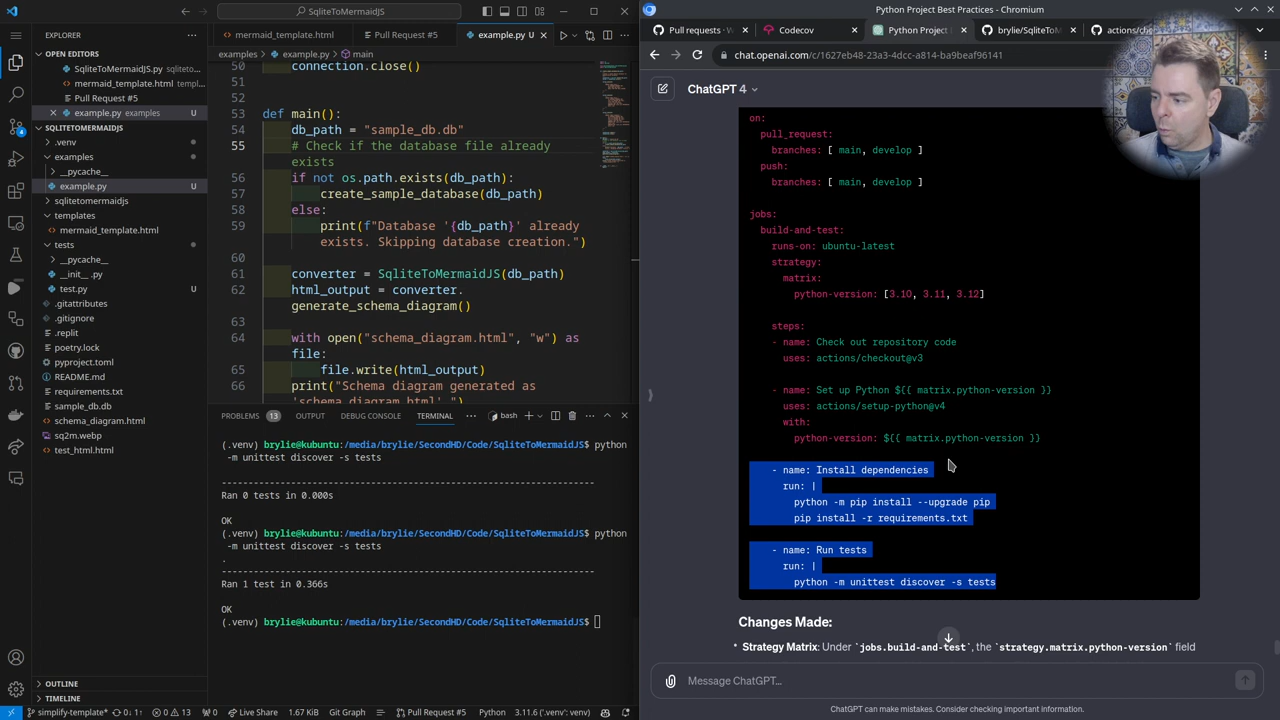 SqliteToMermaidJS
Python Project Best Practices — Chromium
EXPLORER
OPEN EDITORS
SqliteToMermaidJS.py sqliteto...
mermaid_template.html templ...
Pull Request #5
example.py examples U
SQLITETOMERMAIDJS
.venv
examples
__pycache__
example.py U
sqlitetomermaidjs
templates
mermaid_template.html
tests
__pycache__
__init__.py
test.py U
.gitattributes
.gitignore
.replit
poetry.lock
pyproject.toml
README.md
requirements.txt
sample_db.db
schema_diagram.html
sq2m.webp
test_html.html
OUTLINE
TIMELINE
mermaid_template.html
Pull Request #5
example.py U
examples > example.py > main
50 connection.close()
51
52
53 def main():
54 db_path = "sample_db.db"
55 # Check if the database file already
exists
56 if not os.path.exists(db_path):
57 create_sample_database(db_path)
58 else:
59 print(f"Database '{db_path}' already
exists. Skipping database creation.")
60
61 converter = SqliteToMermaidJS(db_path)
62 html_output = converter.
generate_schema_diagram()
63
64 with open("schema_diagram.html", "w") as
file:
65 file.write(html_output)
66 print("Schema diagram generated as
'schema_diagram.html'.")
PROBLEMS 13 OUTPUT DEBUG CONSOLE TERMINAL bash
(.venv) brylie@kubuntu:/media/brylie/SecondHD/Code/SqliteToMermaidJS$ python
-m unittest discover -s tests
----------------------------------------------------------------------
Ran 0 tests in 0.000s
OK
(.venv) brylie@kubuntu:/media/brylie/SecondHD/Code/SqliteToMermaidJS$ python
-m unittest discover -s tests
.
----------------------------------------------------------------------
Ran 1 test in 0.366s
OK
(.venv) brylie@kubuntu:/media/brylie/SecondHD/Code/SqliteToMermaidJS$
simplify-template* 0↓ 1↑ 0 13 0 Live Share 1.67 KiB Git Graph Pull Request #5 Python 3.11.6 ('.venv': venv)
Pull requests · W
Codecov
Python Project
brylie/SqliteToM
actions/ch
chat.openai.com/c/1627eb48-23a3-4dcc-a814-ba9beaf96141
ChatGPT 4
on:
pull_request:
branches: [ main, develop ]
push:
branches: [ main, develop ]
jobs:
build-and-test:
runs-on: ubuntu-latest
strategy:
matrix:
python-version: [3.10, 3.11, 3.12]
steps:
- name: Check out repository code
uses: actions/checkout@v3
- name: Set up Python ${{ matrix.python-version }}
uses: actions/setup-python@v4
with:
python-version: ${{ matrix.python-version }}
- name: Install dependencies
run: |
python -m pip install --upgrade pip
pip install -r requirements.txt
- name: Run tests
run: |
python -m unittest discover -s tests
Changes Made:
• Strategy Matrix: Under `jobs.build-and-test`, the `strategy.matrix.python-version` field
Message ChatGPT...
ChatGPT can make mistakes. Consider checking important information.